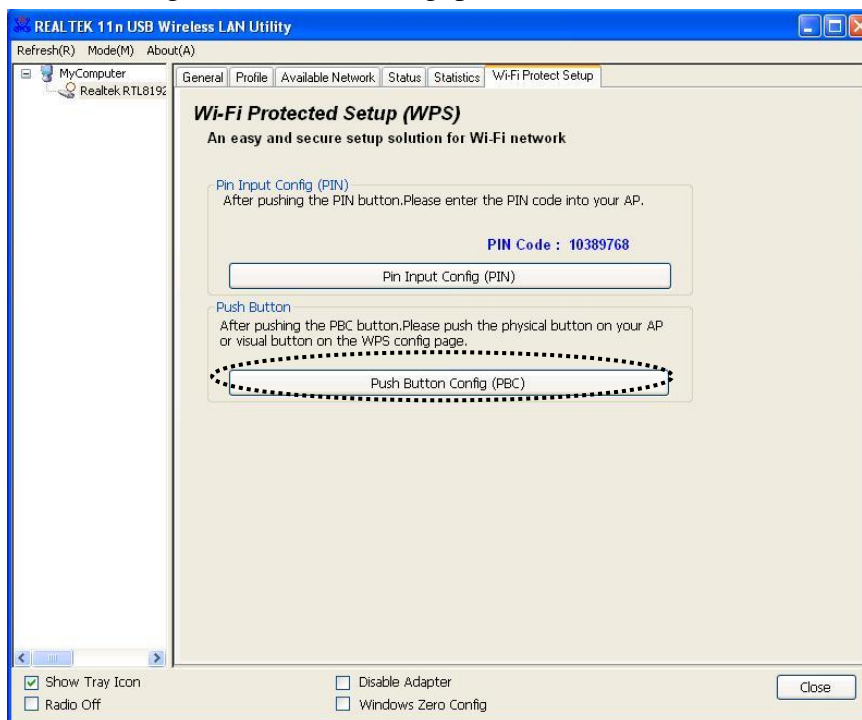 REALTEK 11n USB Wireless LAN Utility
Refresh(R) Mode(M) About(A)
MyComputer
Realtek RTL8192
General Profile Available Network Status Statistics Wi-Fi Protect Setup
Wi-Fi Protected Setup (WPS)
An easy and secure setup solution for Wi-Fi network
Pin Input Config (PIN)
After pushing the PIN button.Please enter the PIN code into your AP.
PIN Code : 10389768
Pin Input Config (PIN)
Push Button
After pushing the PBC button.Please push the physical button on your AP
or visual button on the WPS config page.
Push Button Config (PBC)
Show Tray Icon
Disable Adapter
Close
Radio Off
Windows Zero Config